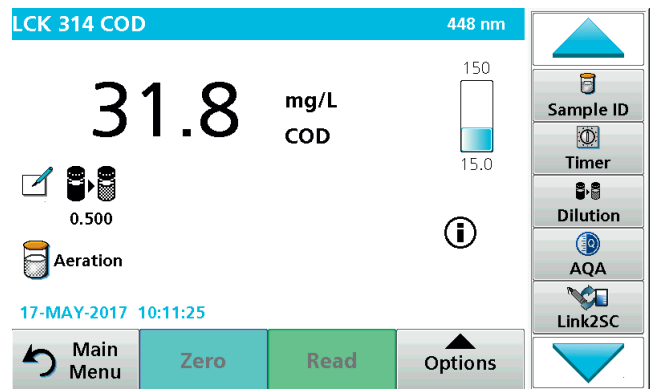 LCK 314 COD 448 nm
150
31.8 mg/L
COD
15.0
0.500
Aeration
17-MAY-2017 10:11:25
Main Menu
Zero
Read
Options
Sample ID
Timer
Dilution
AQA
Link2SC